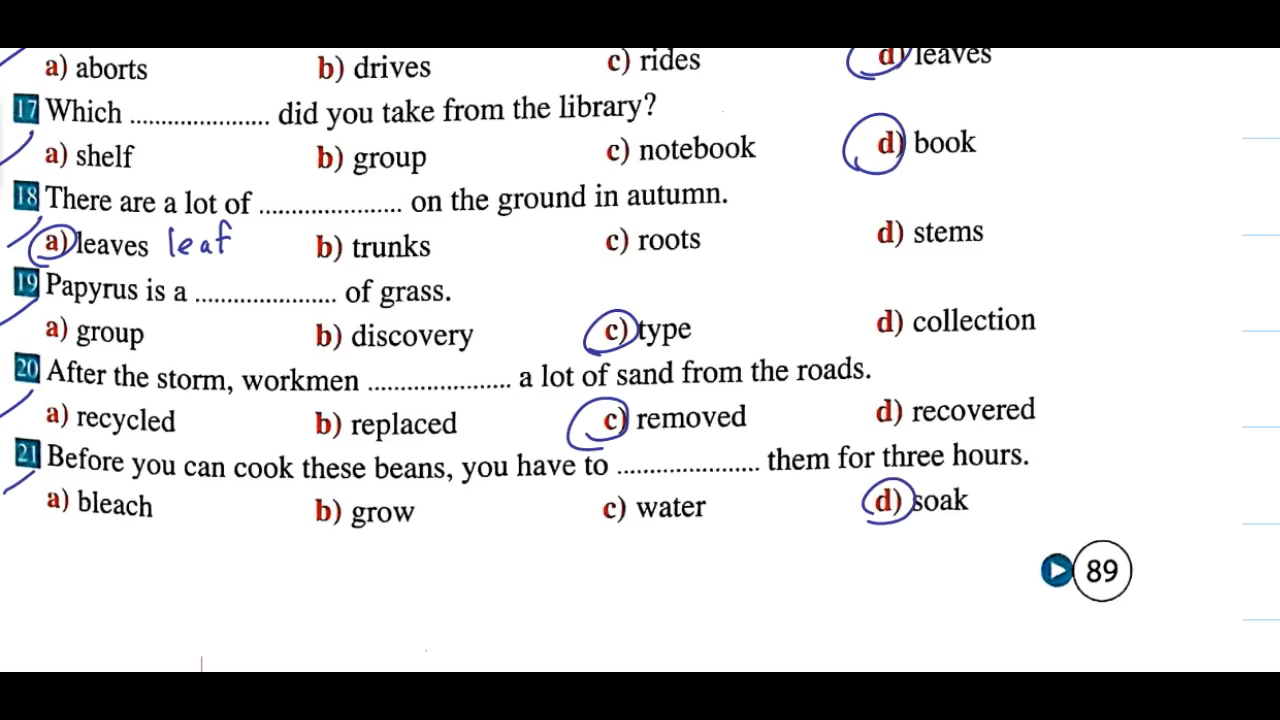 a) aborts b) drives c) rides d) leaves
17 Which ...................... did you take from the library?
a) shelf b) group c) notebook d) book
18 There are a lot of ...................... on the ground in autumn.
a) leaves leaf b) trunks c) roots d) stems
19 Papyrus is a ...................... of grass.
a) group b) discovery c) type d) collection
20 After the storm, workmen ...................... a lot of sand from the roads.
a) recycled b) replaced c) removed d) recovered
21 Before you can cook these beans, you have to ...................... them for three hours.
a) bleach b) grow c) water d) soak
89